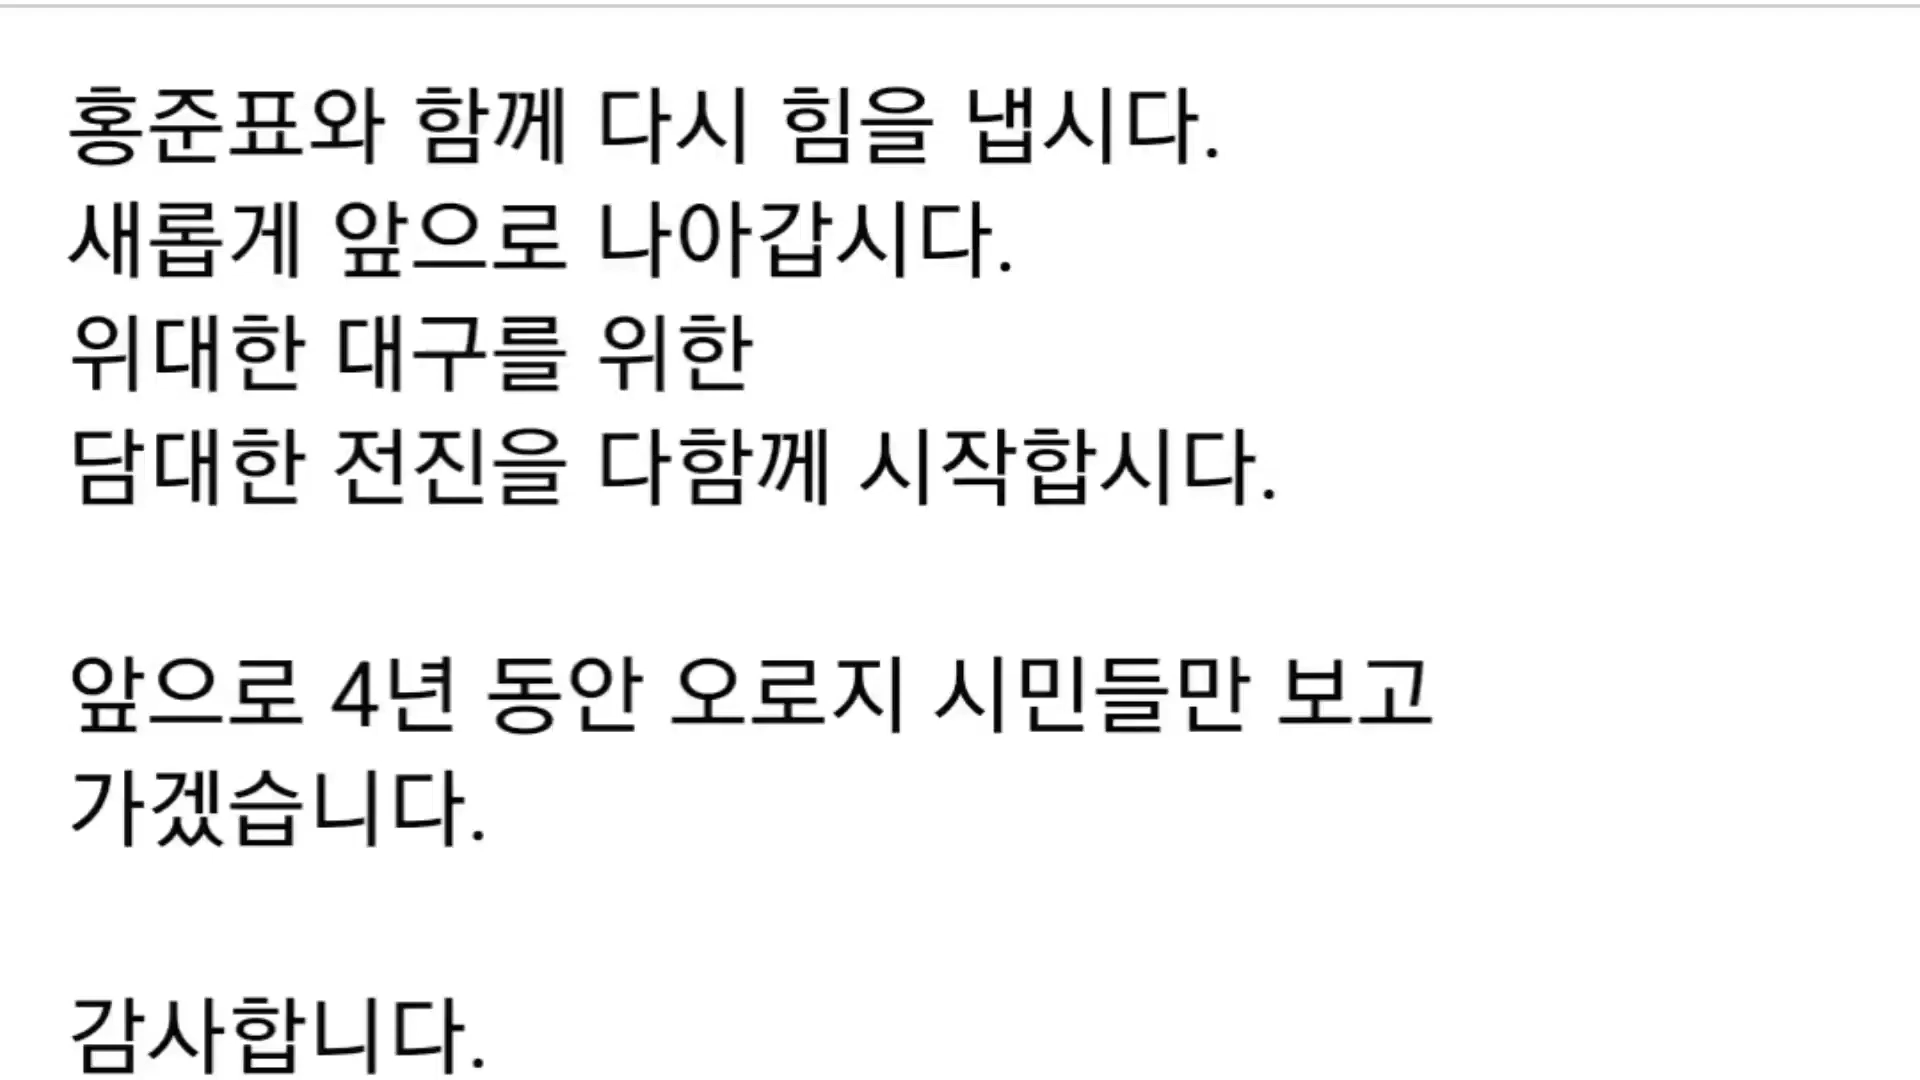 홍준표와 함께 다시 힘을 냅시다.
새롭게 앞으로 나아갑시다.
위대한 대구를 위한
담대한 전진을 다함께 시작합시다.
앞으로 4년 동안 오로지 시민들만 보고
가겠습니다.
감사합니다.